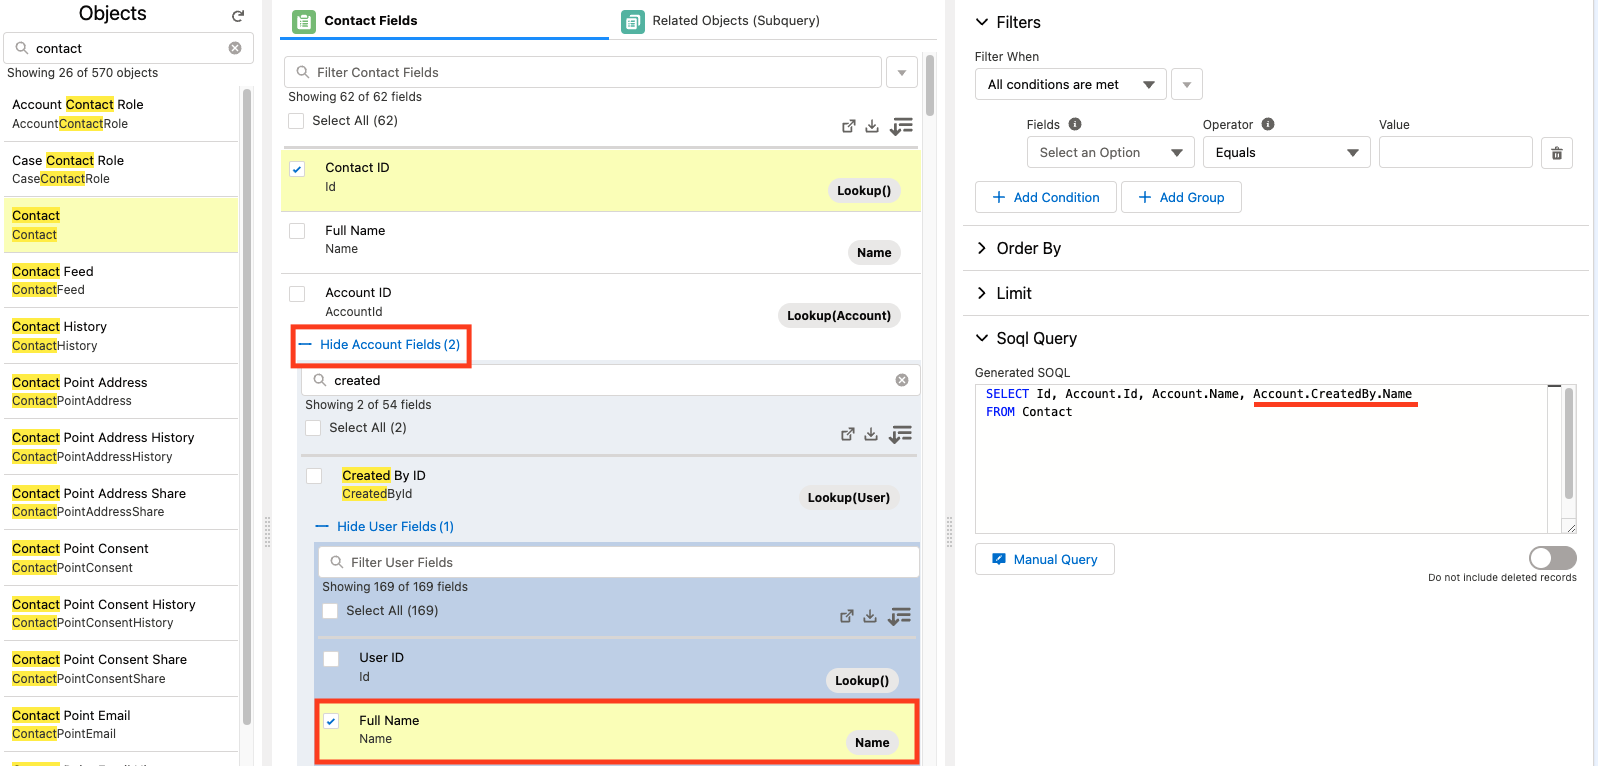 Objects
contact
Showing 26 of 570 objects
Account Contact Role
AccountContactRole
Case Contact Role
CaseContactRole
Contact
Contact
Contact Feed
ContactFeed
Contact History
ContactHistory
Contact Point Address
ContactPointAddress
Contact Point Address History
ContactPointAddressHistory
Contact Point Address Share
ContactPointAddressShare
Contact Point Consent
ContactPointConsent
Contact Point Consent History
ContactPointConsentHistory
Contact Point Consent Share
ContactPointConsentShare
Contact Point Email
ContactPointEmail
Contact Fields
Related Objects (Subquery)
Filter Contact Fields
Showing 62 of 62 fields
Select All (62)
Contact ID
Id
Lookup()
Full Name
Name
Name
Account ID
AccountId
Lookup(Account)
Hide Account Fields (2)
created
Showing 2 of 54 fields
Select All (2)
Created By ID
CreatedById
Lookup(User)
Hide User Fields (1)
Filter User Fields
Showing 169 of 169 fields
Select All (169)
User ID
Id
Lookup()
Full Name
Name
Name
Filters
Filter When
All conditions are met
Fields Operator Value
Select an Option Equals
+ Add Condition + Add Group
Order By
Limit
Soql Query
Generated SOQL
SELECT Id, Account.Id, Account.Name, Account.CreatedBy.Name
FROM Contact
Manual Query
Do not include deleted records